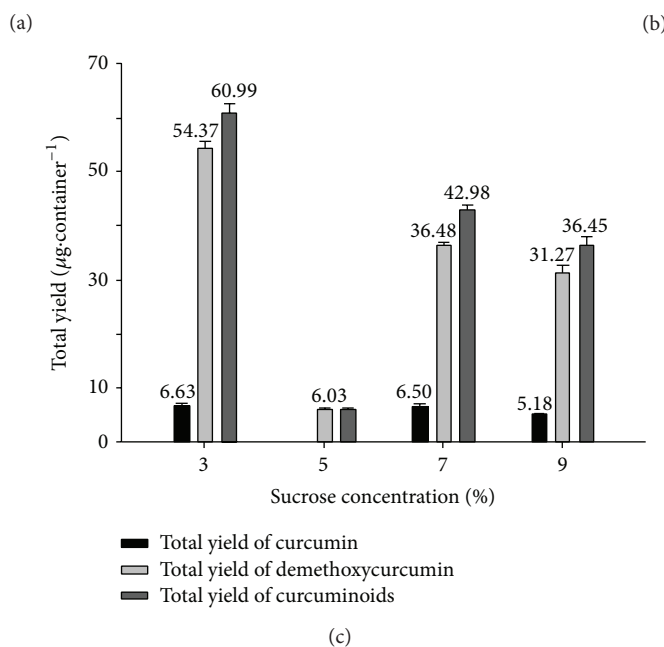 (a)
(b)
70
50
30
10
0
Total yield (μg·container⁻¹)
60.99
54.37
6.63
6.03
42.98
36.48
6.50
36.45
31.27
5.18
3
5
7
9
Sucrose concentration (%)
Total yield of curcumin
Total yield of demethoxycurcumin
Total yield of curcuminoids
(c)